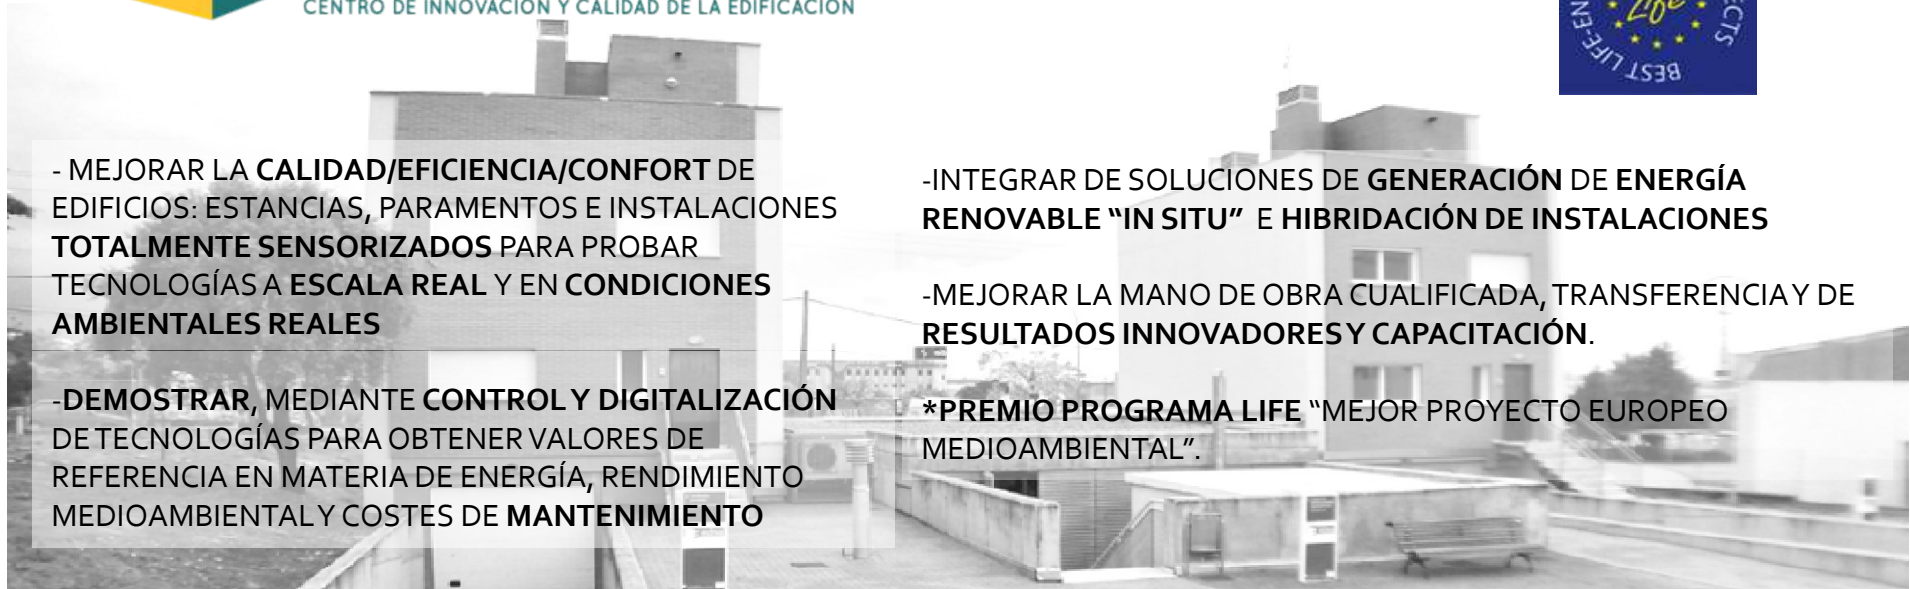 CENTRO DE INNOVACIÓN Y CALIDAD DE LA EDIFICACIÓN
- MEJORAR LA CALIDAD/EFICIENCIA/CONFORT DE
EDIFICIOS: ESTANCIAS, PARAMENTOS E INSTALACIONES
TOTALMENTE SENSORIZADOS PARA PROBAR
TECNOLOGÍAS A ESCALA REAL Y EN CONDICIONES
AMBIENTALES REALES
-DEMOSTRAR, MEDIANTE CONTROL Y DIGITALIZACIÓN
DE TECNOLOGÍAS PARA OBTENER VALORES DE
REFERENCIA EN MATERIA DE ENERGÍA, RENDIMIENTO
MEDIOAMBIENTAL Y COSTES DE MANTENIMIENTO
-INTEGRAR DE SOLUCIONES DE GENERACIÓN DE ENERGÍA
RENOVABLE “IN SITU” E HIBRIDACIÓN DE INSTALACIONES
-MEJORAR LA MANO DE OBRA CUALIFICADA, TRANSFERENCIA Y DE
RESULTADOS INNOVADORES Y CAPACITACIÓN.
*PREMIO PROGRAMA LIFE “MEJOR PROYECTO EUROPEO
MEDIOAMBIENTAL”.
Life
BEST LIFE-EN
ECTS